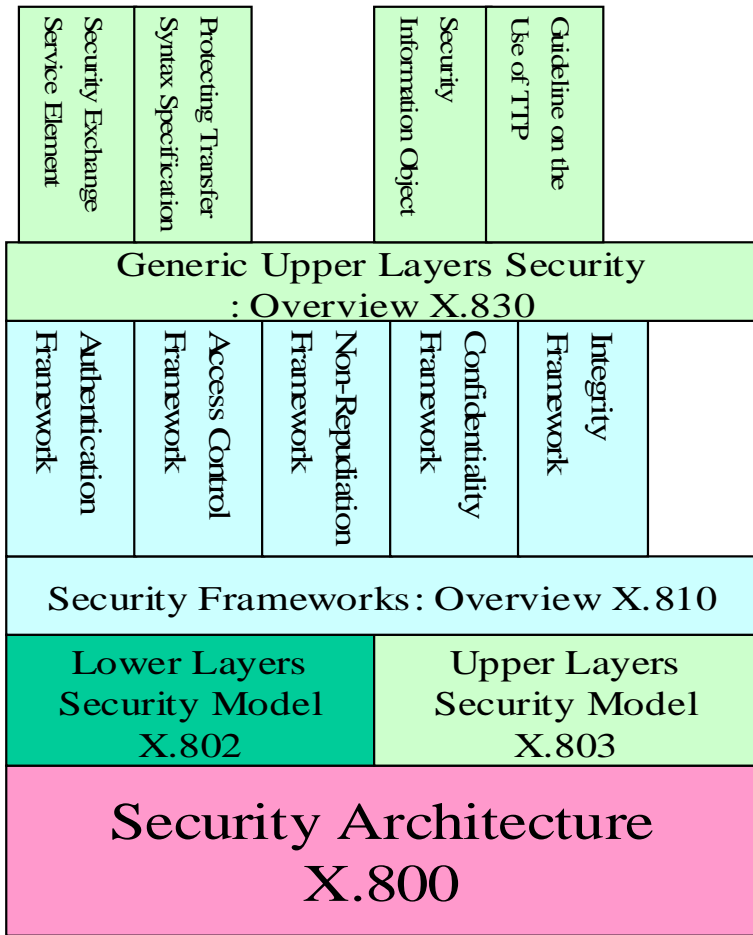 Security Exchange
Service Element
Protecting Transfer
Syntax Specification
Security
Information Object
Guideline on the
Use of TTP
Generic Upper Layers Security
: Overview X.830
Authentication
Framework
Access Control
Framework
Non-Repudiation
Framework
Confidentiality
Framework
Integrity
Framework
Security Frameworks: Overview X.810
Lower Layers
Security Model
X.802
Upper Layers
Security Model
X.803
Security Architecture
X.800